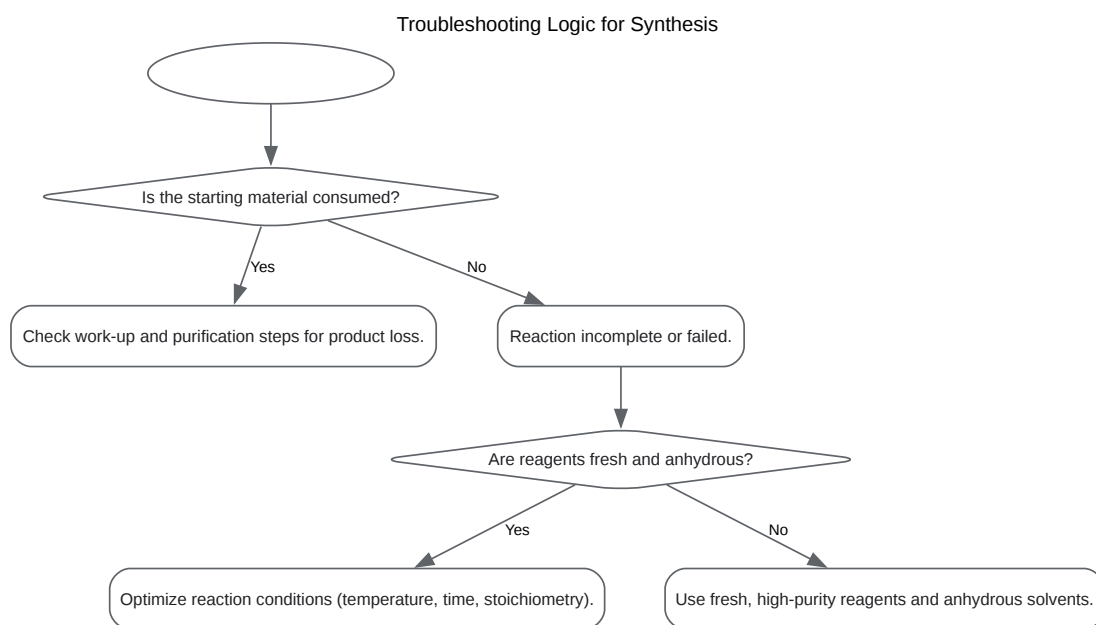 Troubleshooting Logic for Synthesis
Is the starting material consumed?
Yes
No
Check work-up and purification steps for product loss.
Reaction incomplete or failed.
Are reagents fresh and anhydrous?
Yes
No
Optimize reaction conditions (temperature, time, stoichiometry).
Use fresh, high-purity reagents and anhydrous solvents.